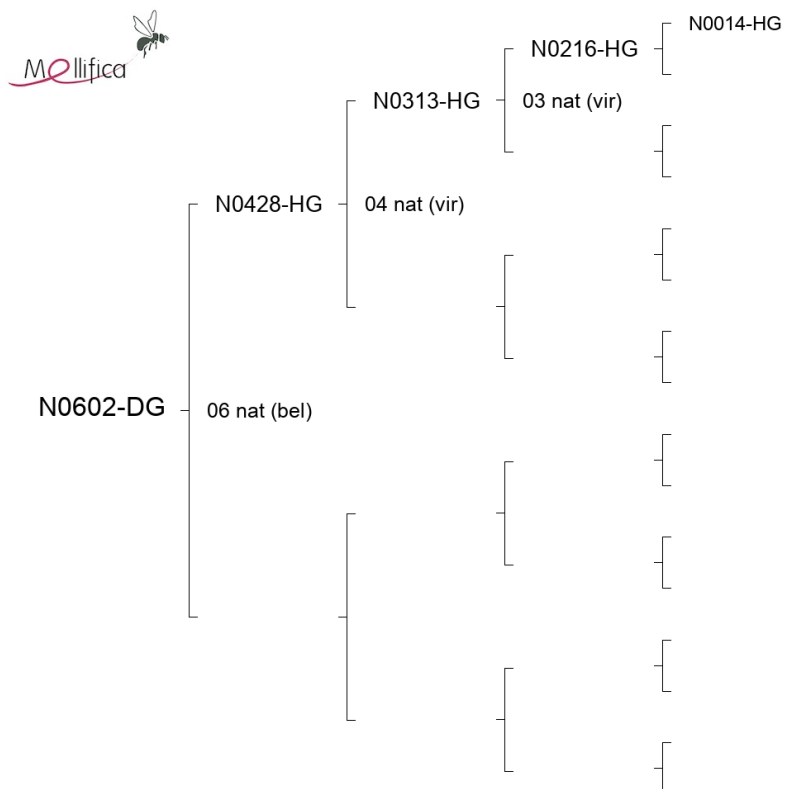 Mellifica
N0014-HG
N0216-HG
N0313-HG
03 nat (vir)
N0428-HG
04 nat (vir)
N0602-DG
06 nat (bel)